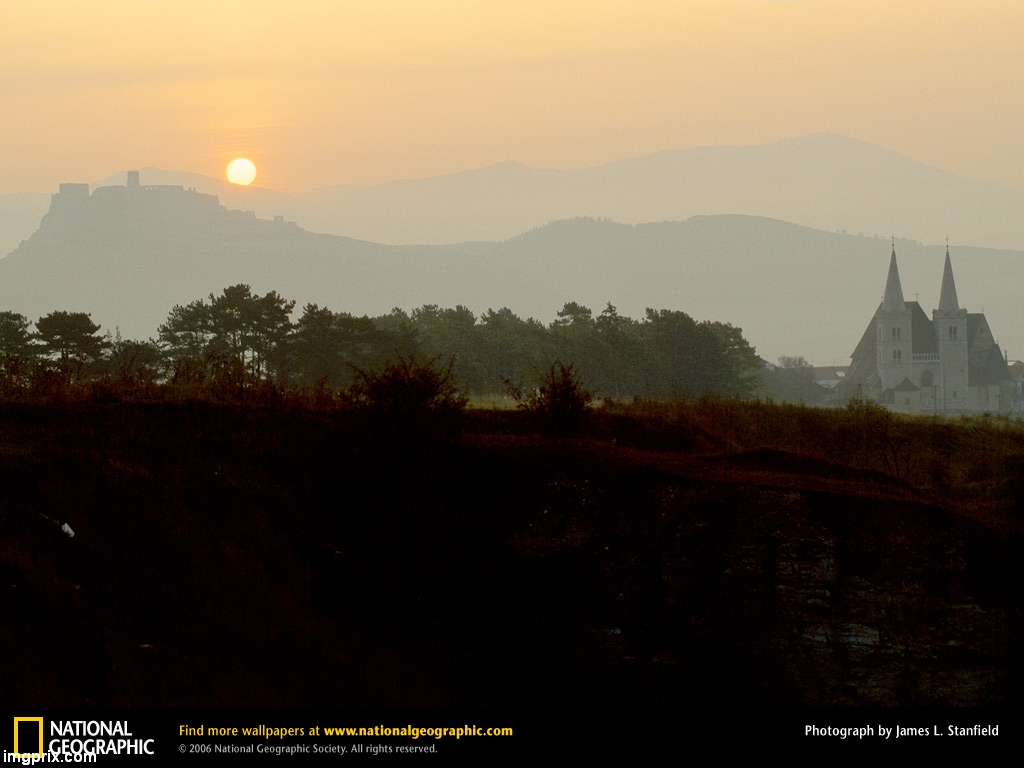 NATIONAL
GEOGRAPHIC
imgprix.com
Find more wallpapers at www.nationalgeographic.com
© 2006 National Geographic Society. All rights reserved.
Photograph by James L. Stanfield